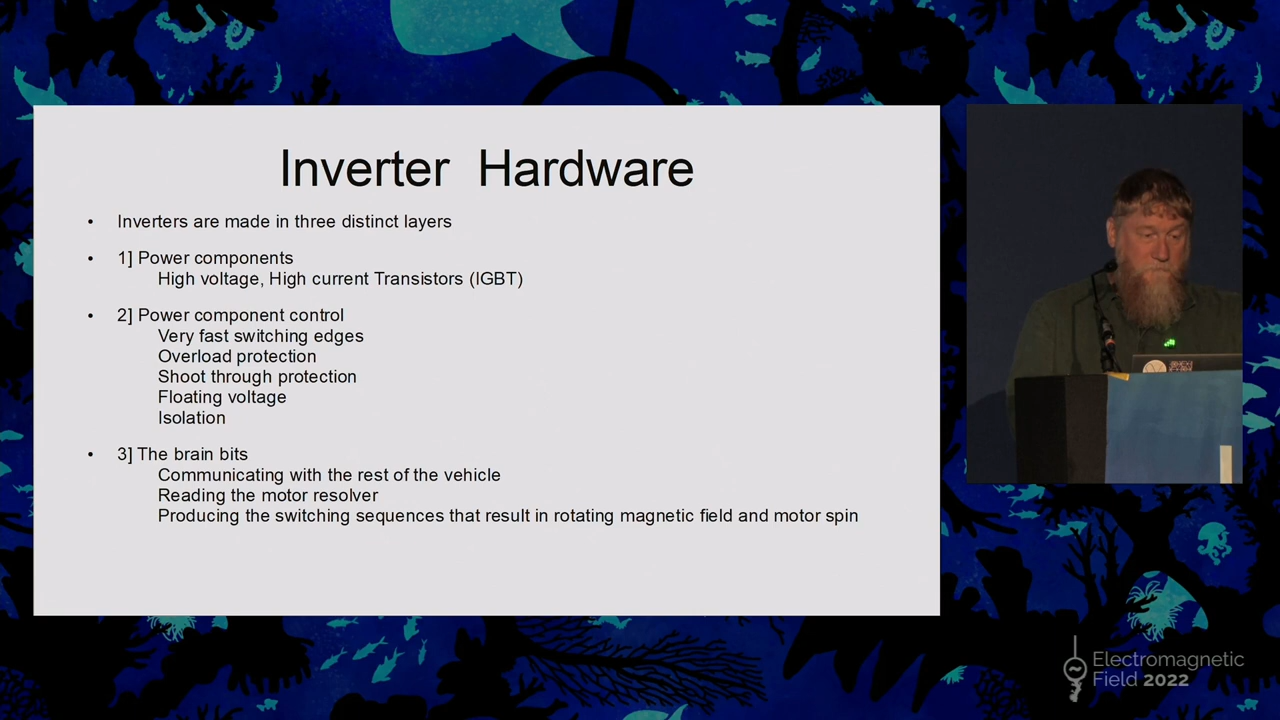 Inverter Hardware
• Inverters are made in three distinct layers
• 1] Power components
High voltage, High current Transistors (IGBT)
• 2] Power component control
Very fast switching edges
Overload protection
Shoot through protection
Floating voltage
Isolation
• 3] The brain bits
Communicating with the rest of the vehicle
Reading the motor resolver
Producing the switching sequences that result in rotating magnetic field and motor spin
Electromagnetic
Field 2022